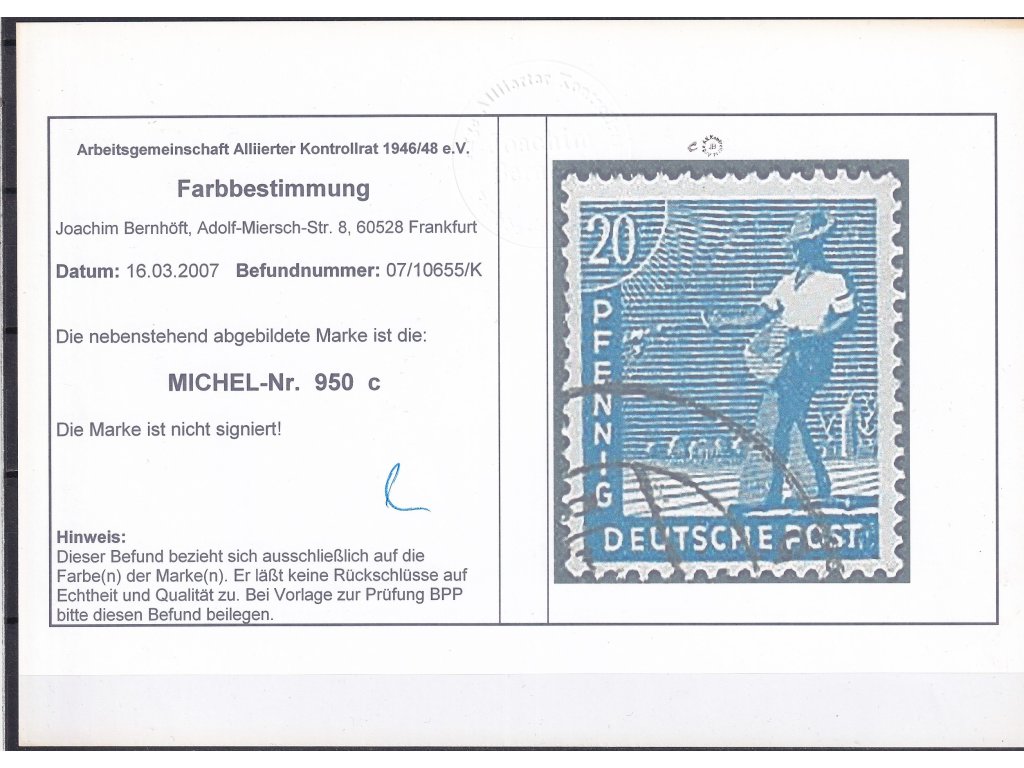 Arbeitsgemeinschaft Alliierter Kontrollrat 1946/48 e.V.
Farbbestimmung
Joachim Bernhöft, Adolf-Miersch-Str. 8, 60528 Frankfurt
Datum: 16.03.2007 Befundnummer: 07/10655/K
Die nebenstehend abgebildete Marke ist die:
MICHEL-Nr. 950 c
Die Marke ist nicht signiert!
Hinweis:
Dieser Befund bezieht sich ausschließlich auf die
Farbe(n) der Marke(n). Er läßt keine Rückschlüsse auf
Echtheit und Qualität zu. Bei Vorlage zur Prüfung BPP
bitte diesen Befund beilegen.
20
PFENNIG
DEUTSCHE POST